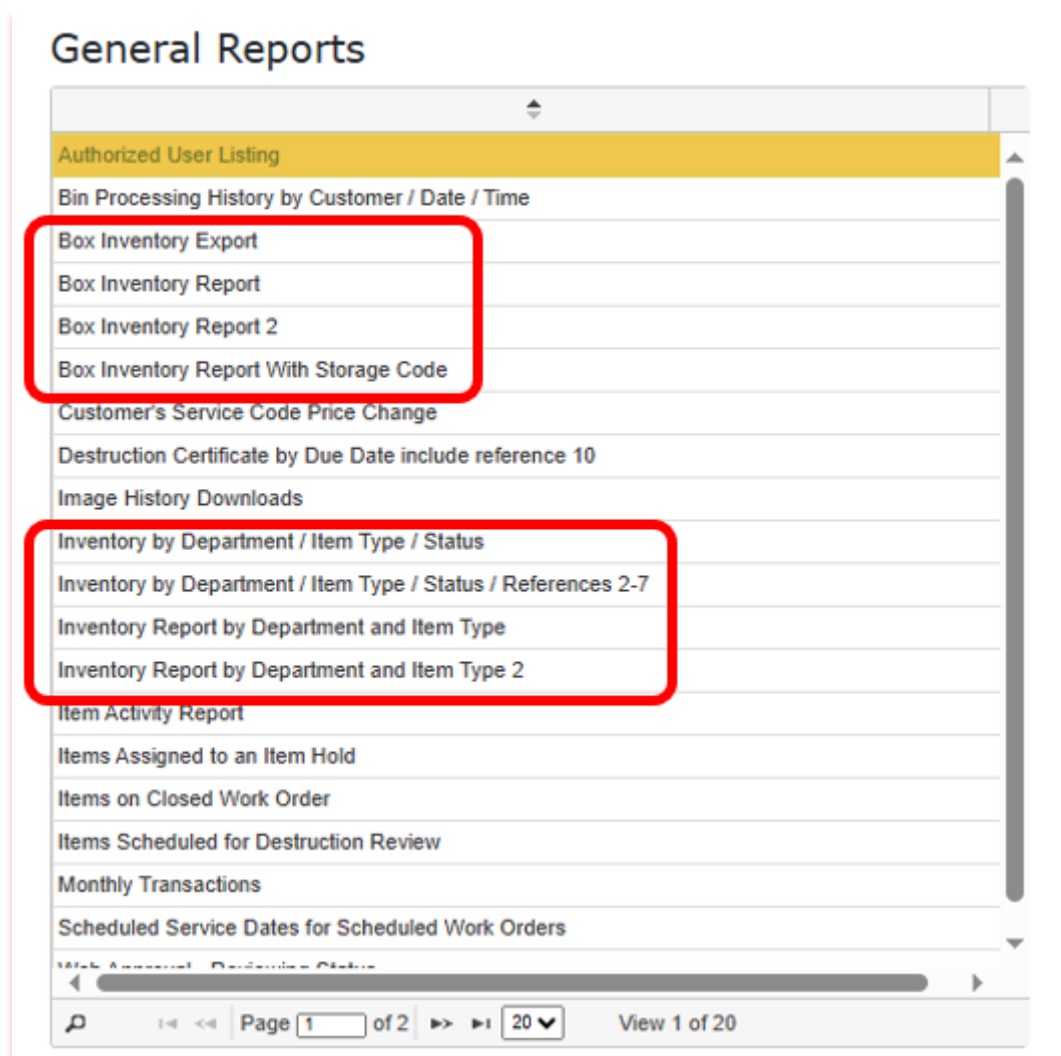 General Reports
Authorized User Listing
Bin Processing History by Customer / Date / Time
Box Inventory Export
Box Inventory Report
Box Inventory Report 2
Box Inventory Report With Storage Code
Customer's Service Code Price Change
Destruction Certificate by Due Date include reference 10
Image History Downloads
Inventory by Department / Item Type / Status
Inventory by Department / Item Type / Status / References 2-7
Inventory Report by Department and Item Type
Inventory Report by Department and Item Type 2
Item Activity Report
Items Assigned to an Item Hold
Items on Closed Work Order
Items Scheduled for Destruction Review
Monthly Transactions
Scheduled Service Dates for Scheduled Work Orders
Page 1 of 2 20 View 1 of 20